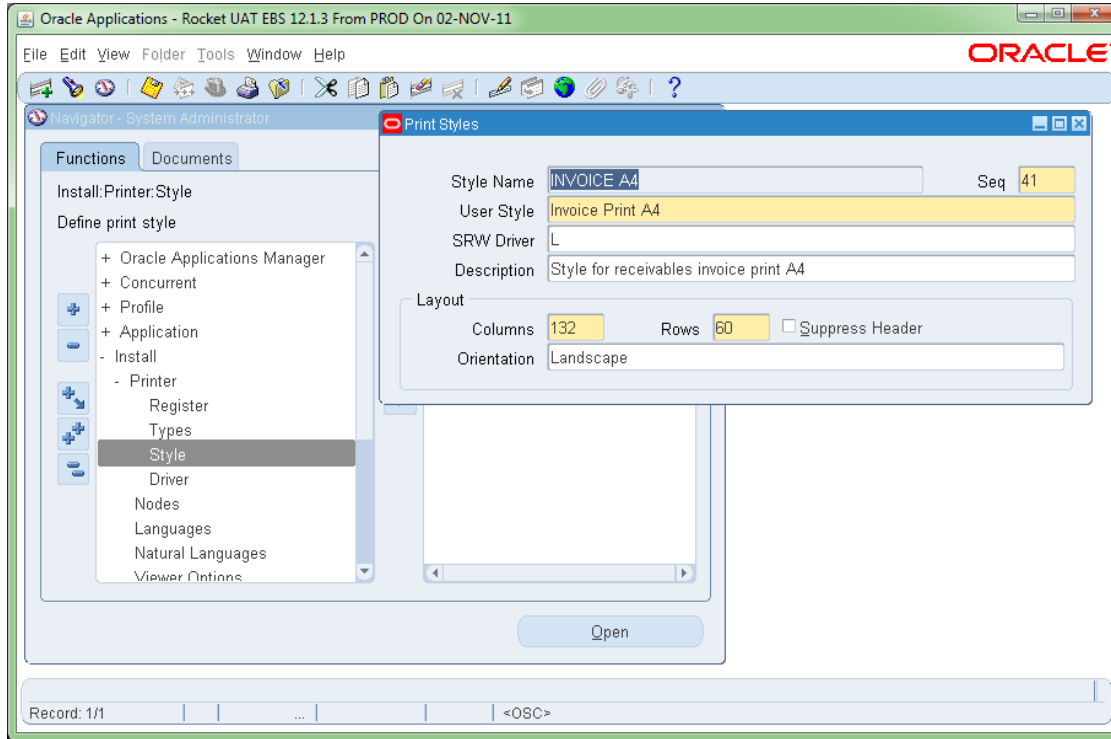 Oracle Applications - Rocket UAT EBS 12.1.3 From PROD On 02-NOV-11
File Edit View Folder Tools Window Help
ORACLE
Navigator - System Administrator
Functions Documents
Install:Printer:Style
Define print style
+ Oracle Applications Manager
+ Concurrent
+ Profile
+ Application
- Install
- Printer
Register
Types
Style
Driver
Nodes
Languages
Natural Languages
Viewer Options
Open
Print Styles
Style Name INVOICE A4 Seq 41
User Style Invoice Print A4
SRW Driver L
Description Style for receivables invoice print A4
Layout
Columns 132 Rows 60 Suppress Header
Orientation Landscape
Record: 1/1 ... <OSC>